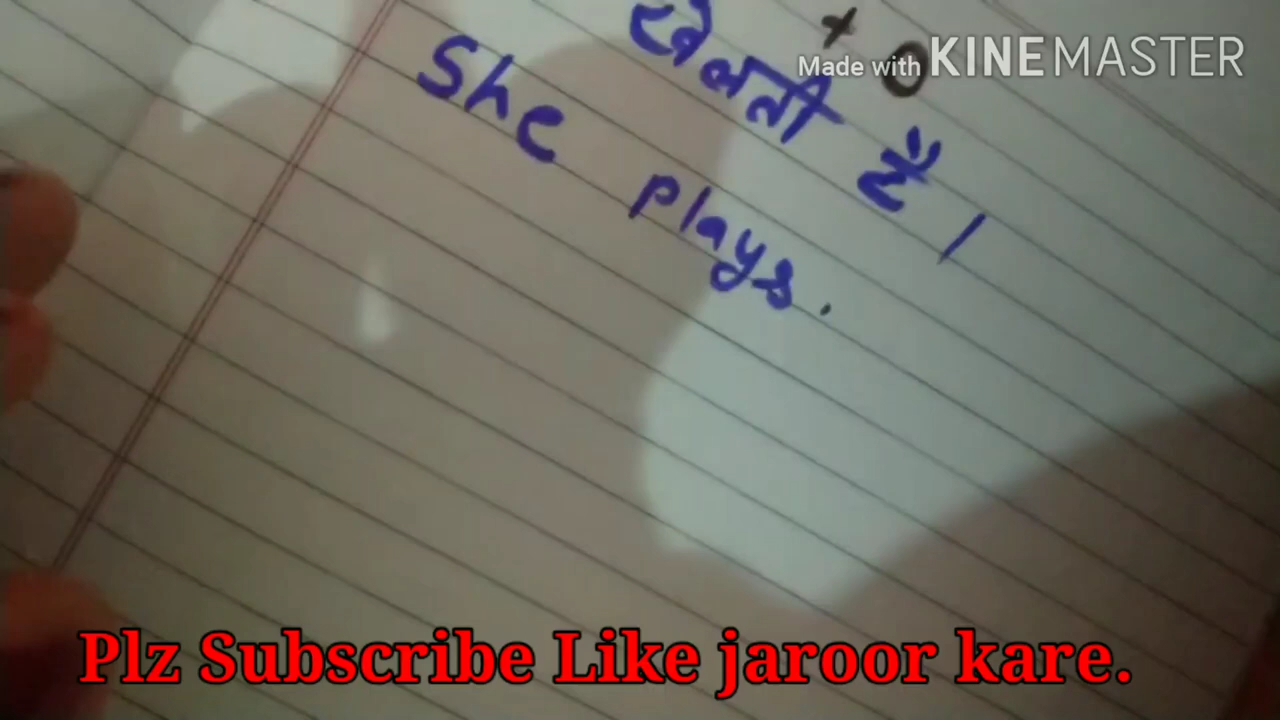 + O
Made with KINEMASTER
खेलती है।
She plays.
Plz Subscribe Like jaroor kare.